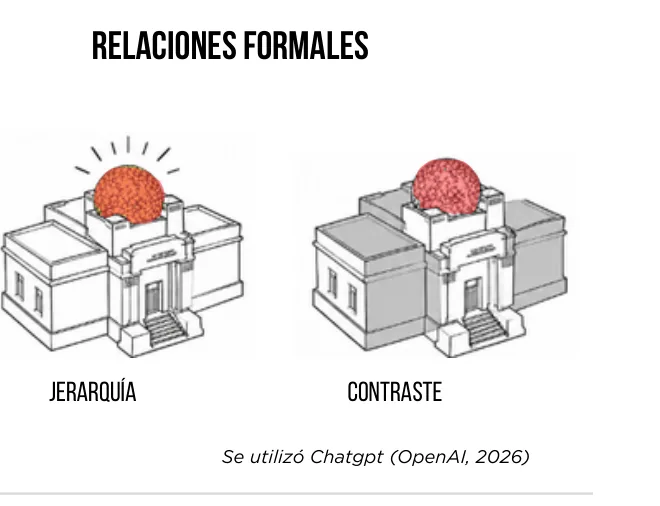 RELACIONES FORMALES
JERARQUÍA
CONTRASTE
Se utilizó Chatgpt (OpenAI, 2026)